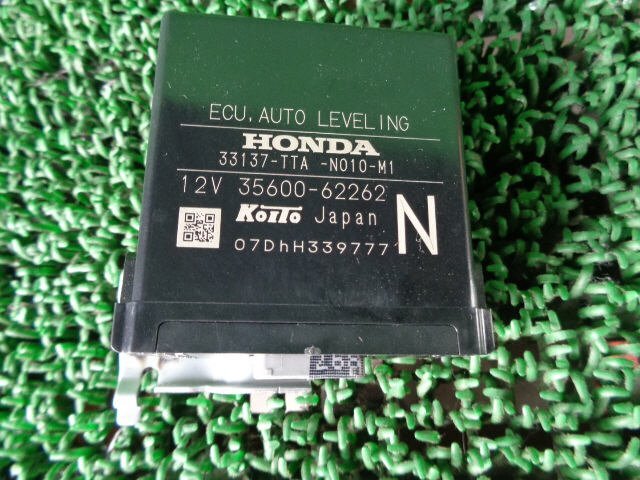 ECU, AUTO LEVELING
HONDA
33137-TTA -N010-M1
12V 35600-62262
KOITO Japan N
07DhH339777